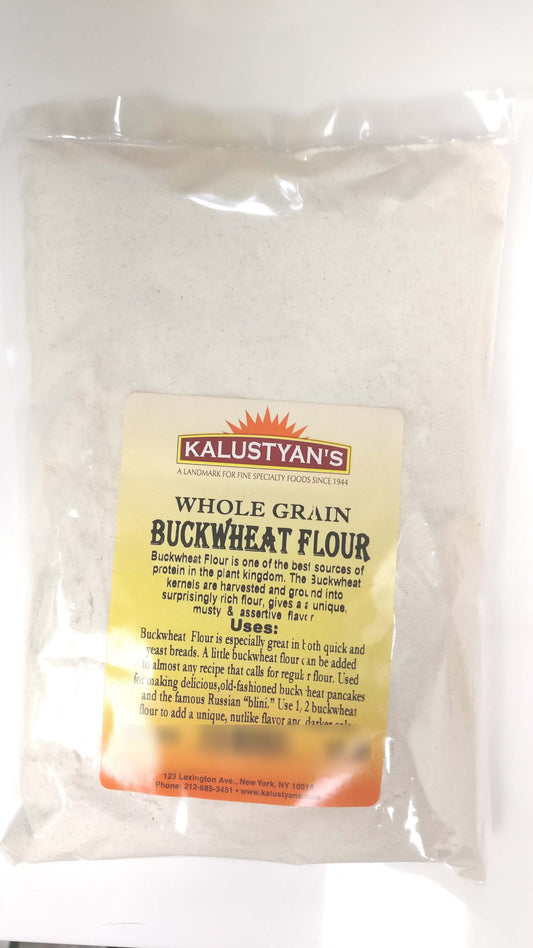 KALUSTYAN'S
A LANDMARK FOR FINE SPECIALTY FOODS SINCE 1944
WHOLE GRAIN
BUCKWHEAT FLOUR
Buckwheat Flour is one of the best sources of
protein in the plant kingdom. The Buckwheat
kernels are harvested and ground into
surprisingly rich flour, gives a a unique,
musty & assertive flavor
Uses:
Buckwheat Flour is especially great in both quick and
yeast breads. A little buckwheat flour can be added
to almost any recipe that calls for regular flour. Used
for making delicious,old-fashioned buckwheat pancakes
and the famous Russian “blini.” Use 1/2 buckwheat
flour to add a unique, nutlike flavor and darker
123 Lexington Ave., New York, NY 10016
Phone: 212-685-3451 • www.kalustyans.com